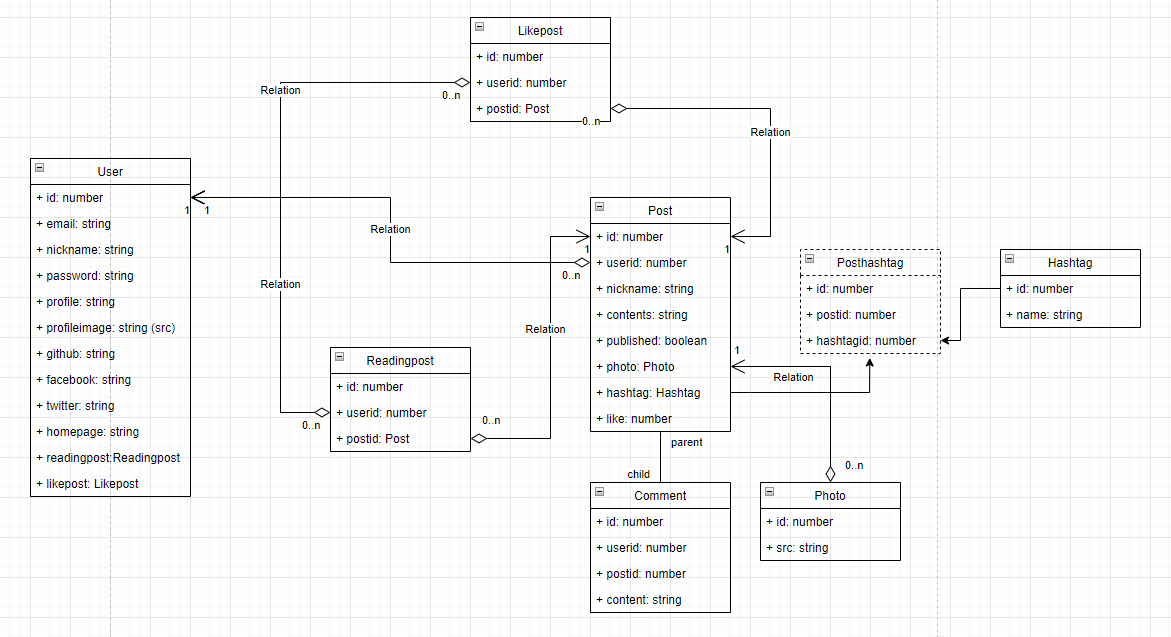 Likepost
+ id: number
+ userid: number
+ postid: Post
0..n
0..n
Relation
Relation
User
+ id: number
+ email: string
+ nickname: string
+ password: string
+ profile: string
+ profileimage: string (src)
+ github: string
+ facebook: string
+ twitter: string
+ homepage: string
+ readingpost:Readingpost
+ likepost: Likepost
1
1
Relation
Relation
Post
+ id: number
+ userid: number
+ nickname: string
+ contents: string
+ published: boolean
+ photo: Photo
+ hashtag: Hashtag
+ like: number
1
1
0..n
1
Relation
Readingpost
+ id: number
+ userid: number
+ postid: Post
0..n
0..n
Posthashtag
+ id: number
+ postid: number
+ hashtagid: number
Hashtag
+ id: number
+ name: string
Relation
parent
child
0..n
Comment
+ id: number
+ userid: number
+ postid: number
+ content: string
Photo
+ id: number
+ src: string